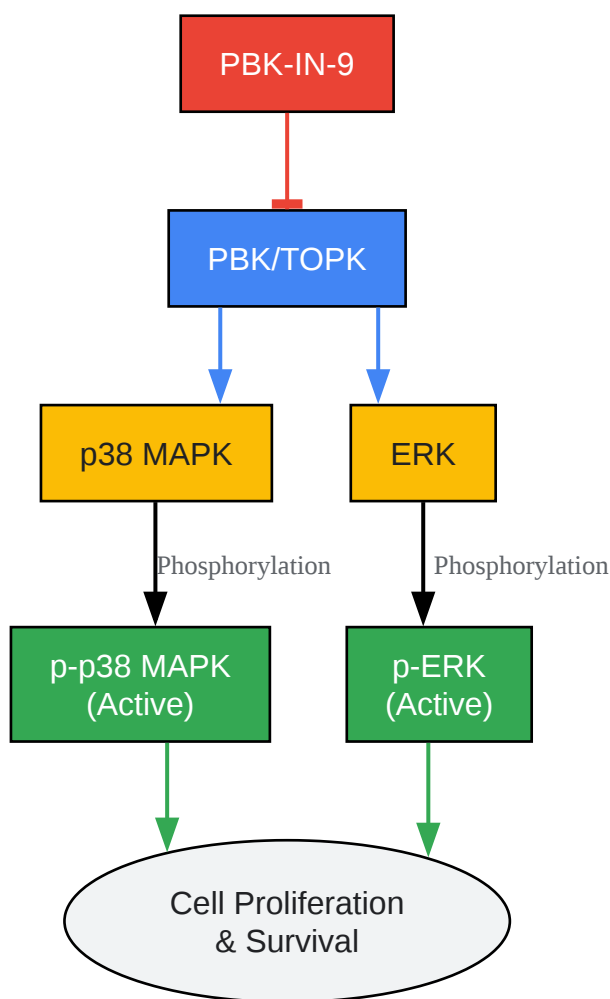 PBK-IN-9
PBK/TOPK
p38 MAPK
ERK
Phosphorylation
Phosphorylation
p-p38 MAPK
(Active)
p-ERK
(Active)
Cell Proliferation
& Survival